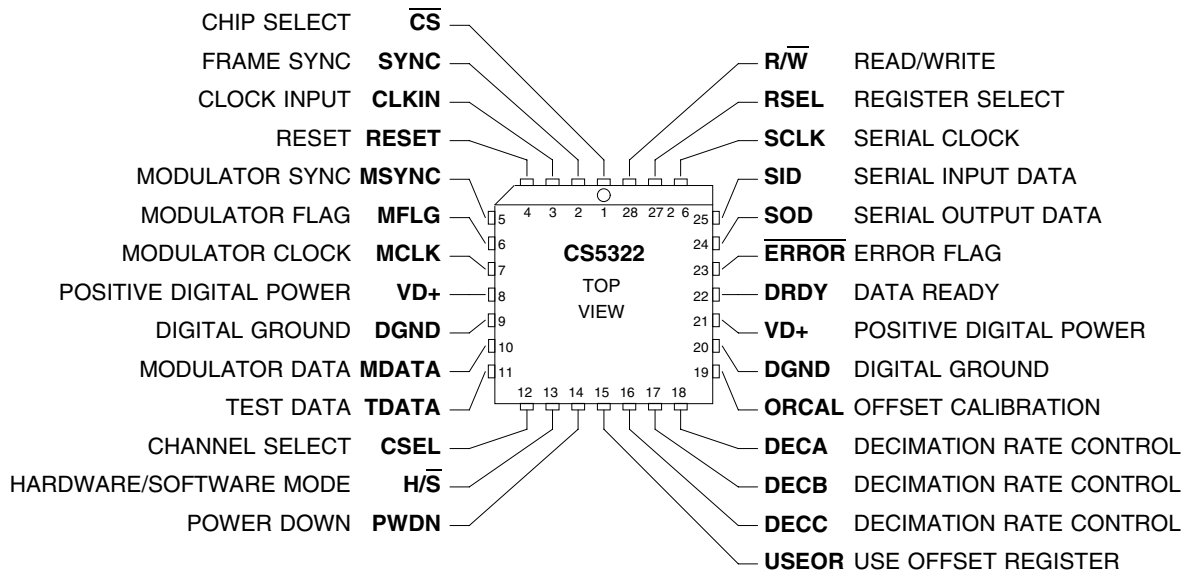 CHIP SELECT C̅S̅
FRAME SYNC SYNC
CLOCK INPUT CLKIN
RESET RESET
MODULATOR SYNC MSYNC
MODULATOR FLAG MFLG
MODULATOR CLOCK MCLK
POSITIVE DIGITAL POWER VD+
DIGITAL GROUND DGND
MODULATOR DATA MDATA
TEST DATA TDATA
CHANNEL SELECT CSEL
HARDWARE/SOFTWARE MODE H/S̅
POWER DOWN PWDN
R/W̅ READ/WRITE
RSEL REGISTER SELECT
SCLK SERIAL CLOCK
SID SERIAL INPUT DATA
SOD SERIAL OUTPUT DATA
E̅R̅R̅O̅R̅ ERROR FLAG
DRDY DATA READY
VD+ POSITIVE DIGITAL POWER
DGND DIGITAL GROUND
ORCAL OFFSET CALIBRATION
DECA DECIMATION RATE CONTROL
DECB DECIMATION RATE CONTROL
DECC DECIMATION RATE CONTROL
USEOR USE OFFSET REGISTER
4 3 2 1 28 27 2 6
5
6
7
8
9
10
11
CS5322
TOP
VIEW
25
24
23
22
21
20
19
12 13 14 15 16 17 18